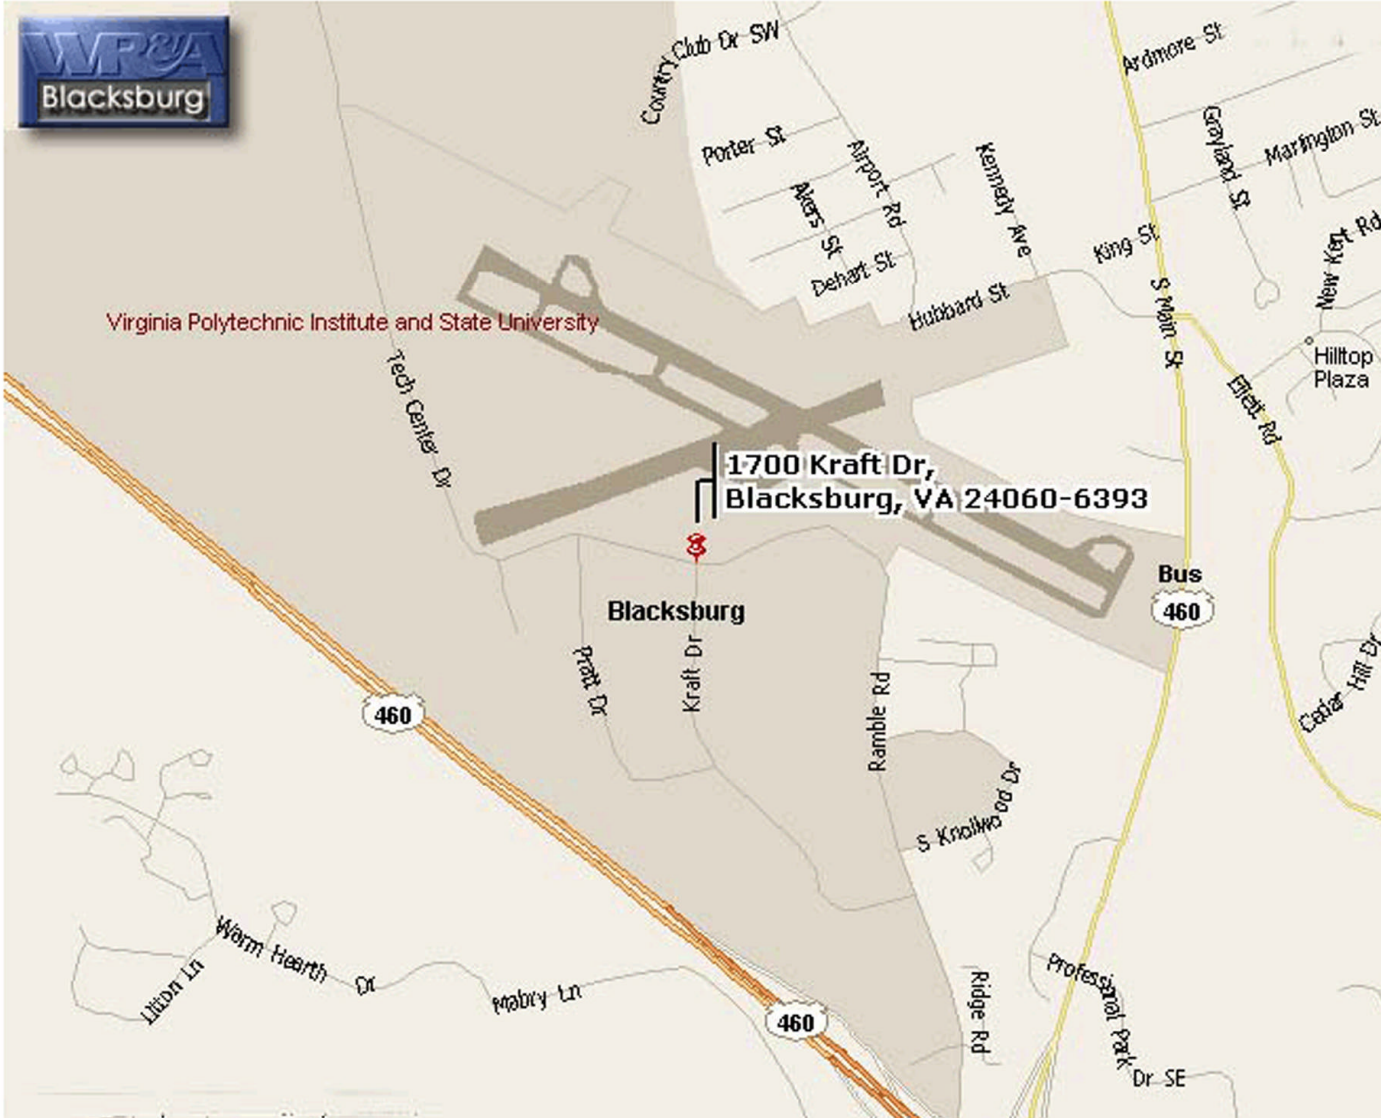 WR&A
Blacksburg
Country Club Dr SW
Ardmore St
Porter St
Airport Rd
Kennedy Ave
Grayland St
Marlington St
Akers St
Dehart St
Hubbard St
King St
New Kent Rd
S Main St
Virginia Polytechnic Institute and State University
Hilltop
Plaza
Ellett Rd
Tech Center Dr
1700 Kraft Dr,
Blacksburg, VA 24060-6393
Bus
460
Blacksburg
Pratt Dr
Kraft Dr
Ramble Rd
Cedar Hill Dr
460
S Knollwood Dr
Warm Hearth Dr
Litton Ln
Mabry Ln
460
Ridge Rd
Professional Park Dr SE